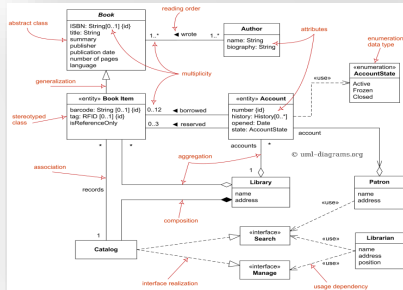 reading order
abstract class
Book
ISBN: String[0..1] {id}
title: String
summary
publisher
publication date
number of pages
language
1..*
◄ wrote
1..*
Author
name: String
biography: String
attributes
enumeration
data type
«enumeration»
AccountState
Active
Frozen
Closed
generalization
multiplicity
«use»
stereotyped
class
«entity» Book Item
barcode: String [0..1] {id}
tag: RFID [0..1] {id}
isReferenceOnly
0..12
◄ borrowed
0..3
◄ reserved
«entity» Account
number {id}
history: History[0..*]
opened: Date
state: AccountState
*
*
accounts
*
account
© uml-diagrams.org
association
aggregation
records
1
Library
name
address
Patron
name
address
composition
«use»
1
Catalog
«interface»
Search
«use»
«interface»
Manage
«use»
Librarian
name
address
position
interface realization
usage dependency